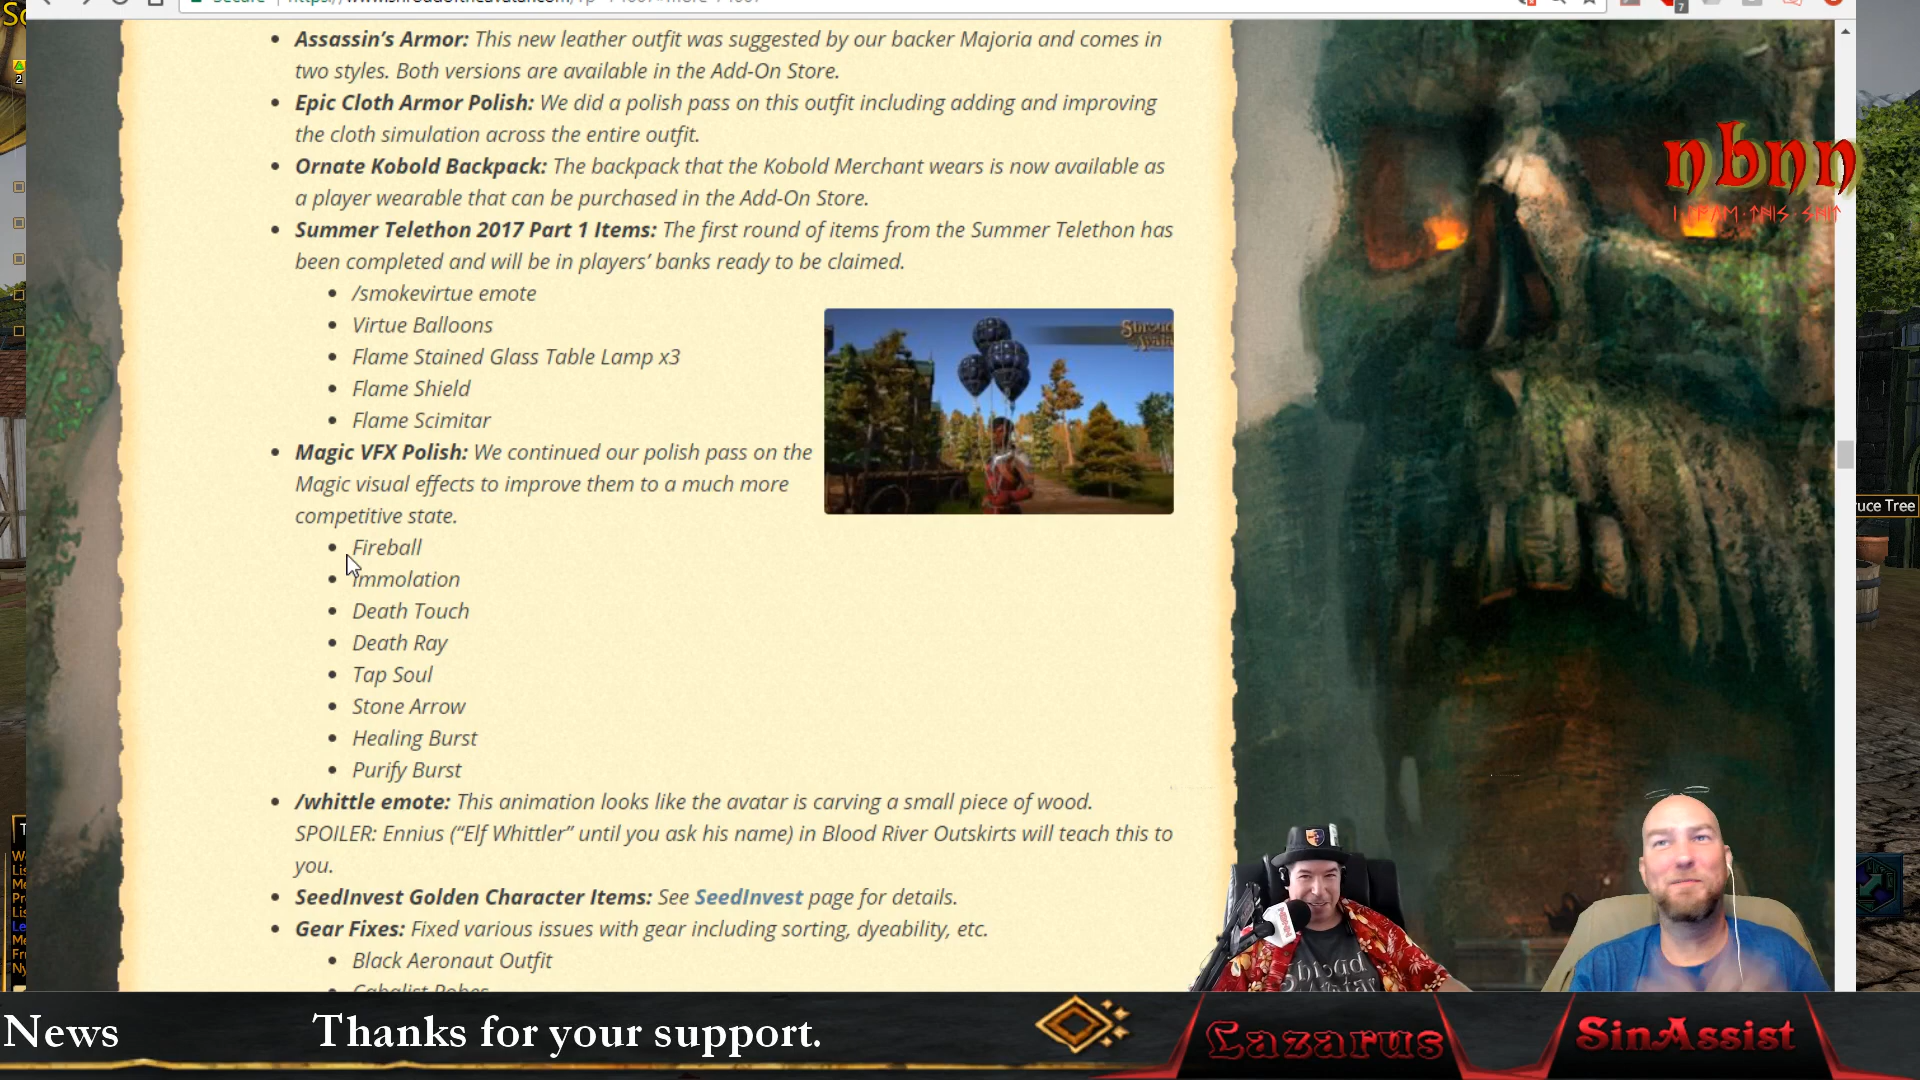 Secure
Assassin's Armor: This new leather outfit was suggested by our backer Majoria and comes in
two styles. Both versions are available in the Add-On Store.
Epic Cloth Armor Polish: We did a polish pass on this outfit including adding and improving
the cloth simulation across the entire outfit.
Ornate Kobold Backpack: The backpack that the Kobold Merchant wears is now available as
a player wearable that can be purchased in the Add-On Store.
Summer Telethon 2017 Part 1 Items: The first round of items from the Summer Telethon has
been completed and will be in players' banks ready to be claimed.
/smokevirtue emote
Virtue Balloons
Flame Stained Glass Table Lamp x3
Flame Shield
Flame Scimitar
Magic VFX Polish: We continued our polish pass on the
Magic visual effects to improve them to a much more
competitive state.
Fireball
Immolation
Death Touch
Death Ray
Tap Soul
Stone Arrow
Healing Burst
Purify Burst
/whittle emote: This animation looks like the avatar is carving a small piece of wood.
SPOILER: Ennius ("Elf Whittler" until you ask his name) in Blood River Outskirts will teach this to
you.
SeedInvest Golden Character Items: See SeedInvest page for details.
Gear Fixes: Fixed various issues with gear including sorting, dyeability, etc.
Black Aeronaut Outfit
Cabalist Robes
nbnn
uce Tree
7
2
News
Thanks for your support.
Lazarus
SinAssist